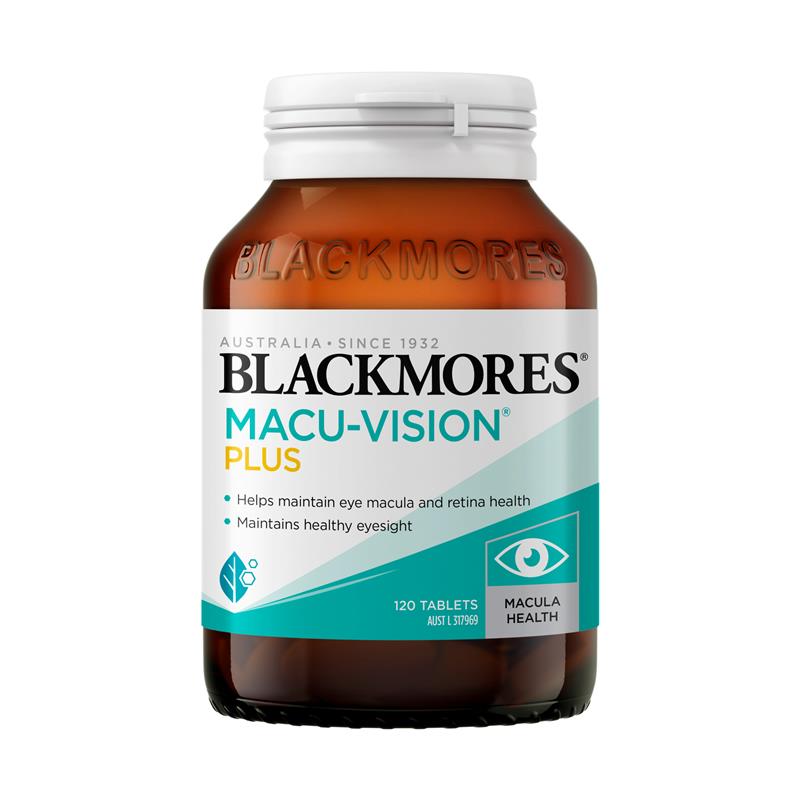 BLACKMORES
AUSTRALIA • SINCE 1932
BLACKMORES®
MACU-VISION®
PLUS
• Helps maintain eye macula and retina health
• Maintains healthy eyesight
120 TABLETS
AUST L 317969
MACULA
HEALTH